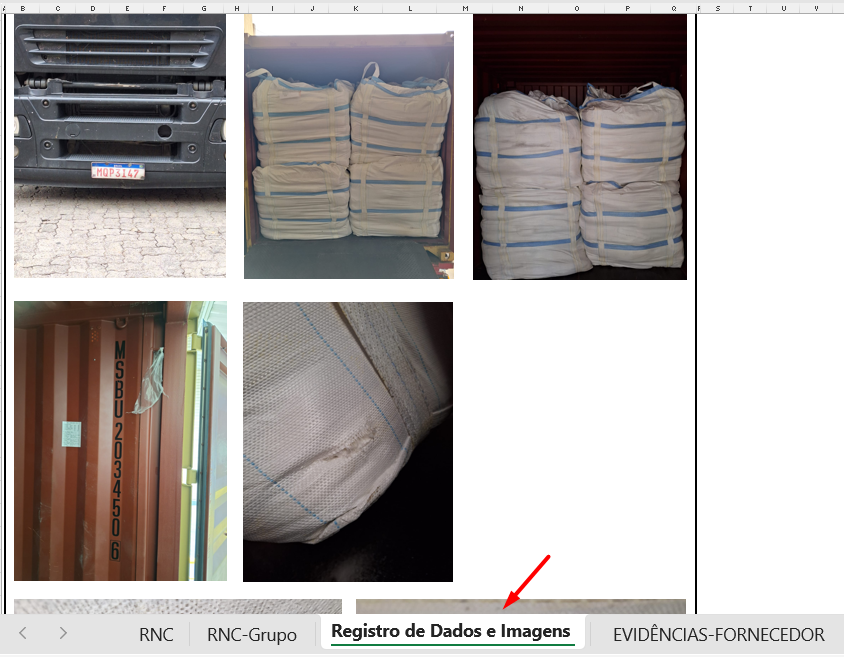 B C D E F G H I J K L M N O P Q R S T U V
MQP3147
MSBU 203450 6
RNC
RNC-Grupo
Registro de Dados e Imagens
EVIDÊNCIAS-FORNECEDOR